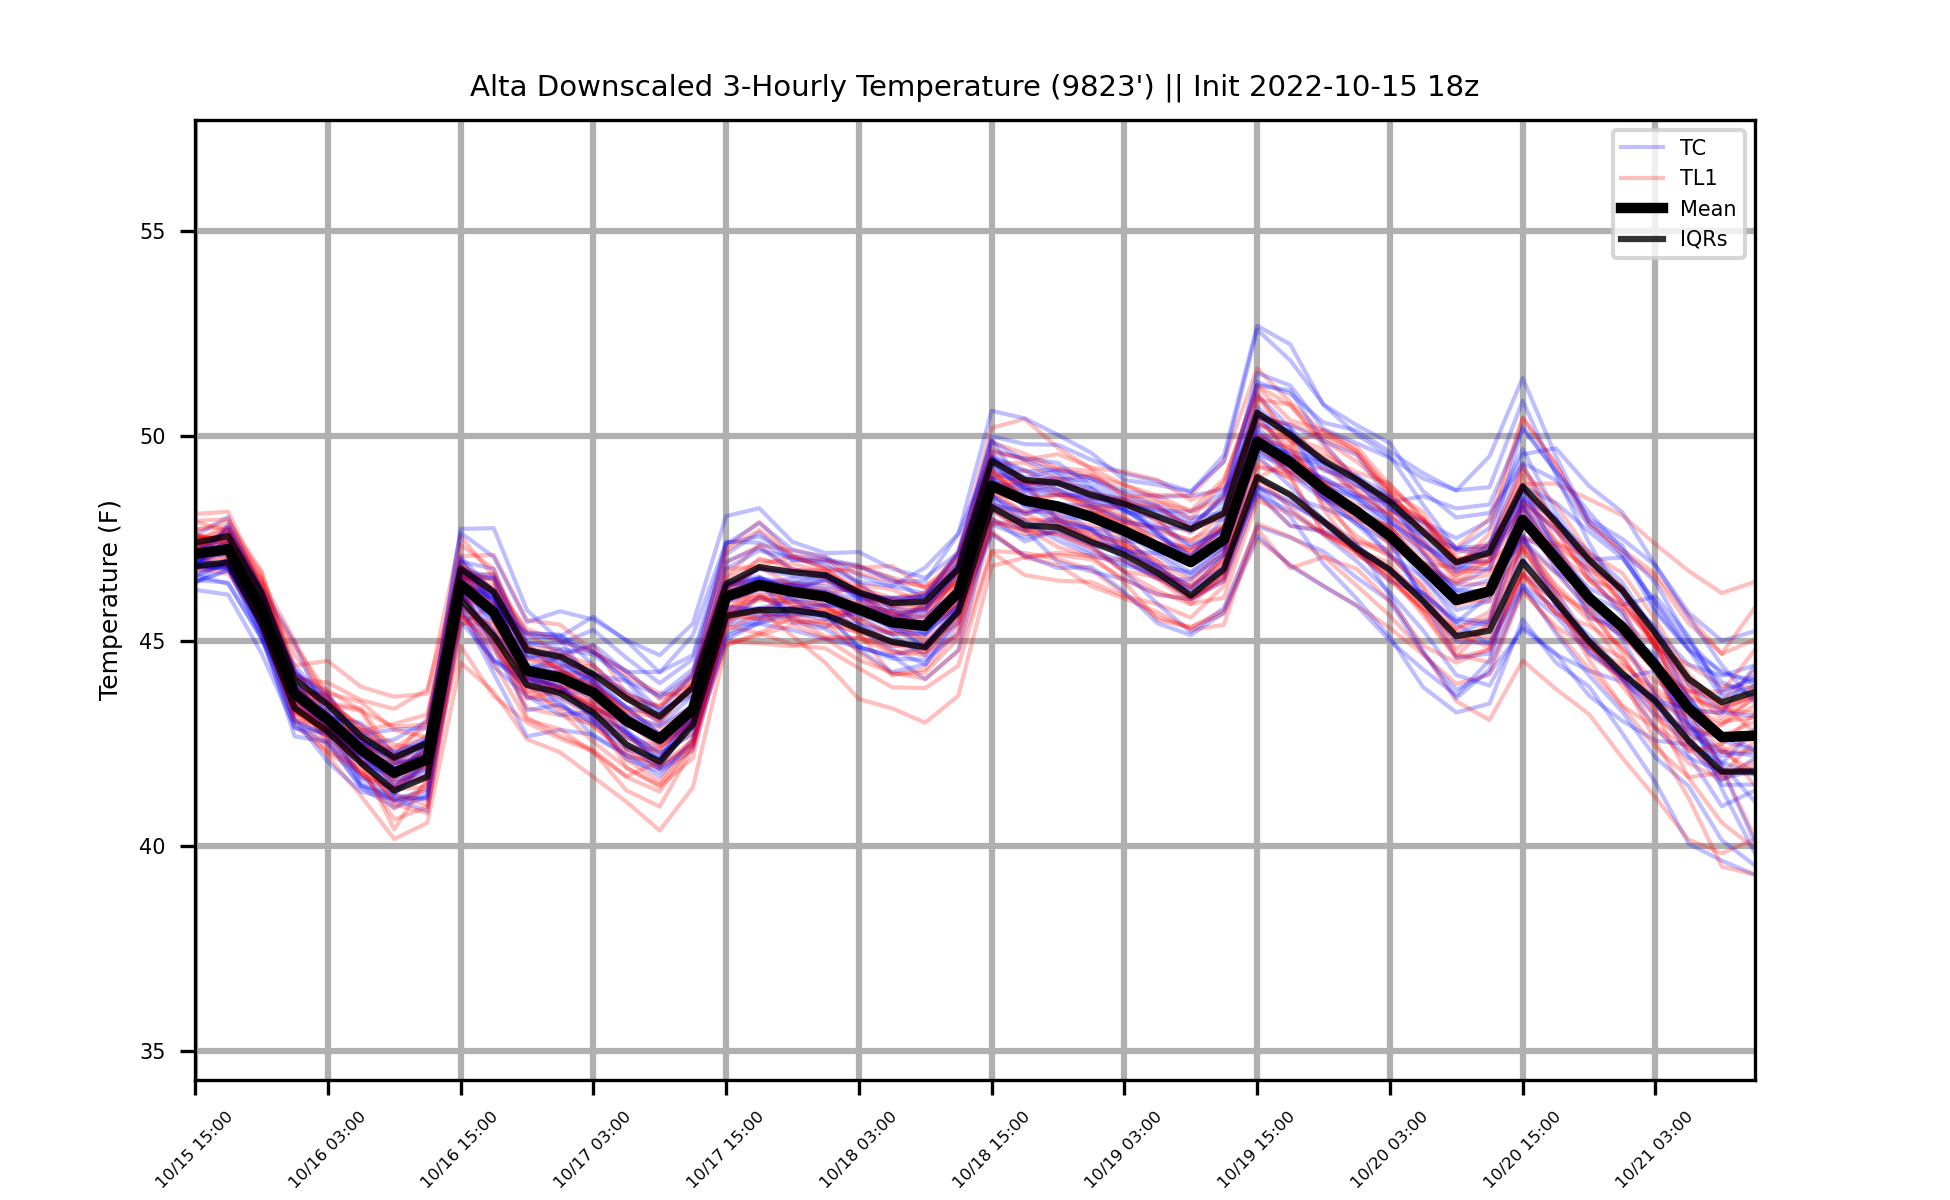 Alta Downscaled 3-Hourly Temperature (9823') || Init 2022-10-15 18z
TC
TL1
Mean
IQRs
Temperature (F)
55
50
45
40
35
10/15 15:00
10/16 03:00
10/16 15:00
10/17 03:00
10/17 15:00
10/18 03:00
10/18 15:00
10/19 03:00
10/19 15:00
10/20 03:00
10/20 15:00
10/21 03:00